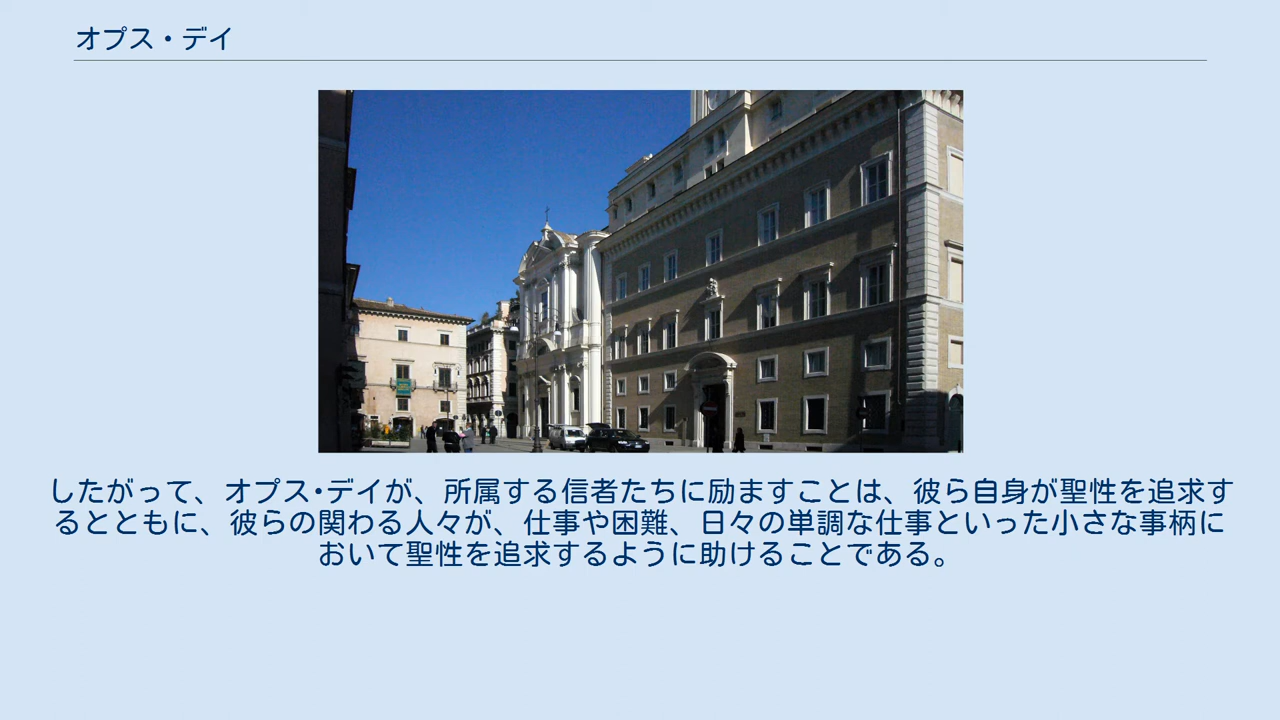 オプス・デイ
したがって、オプス・デイが、所属する信者たちに励ますことは、彼ら自身が聖性を追求す
るとともに、彼らの関わる人々が、仕事や困難、日々の単調な仕事といった小さな事柄に
おいて聖性を追求するように助けることである。